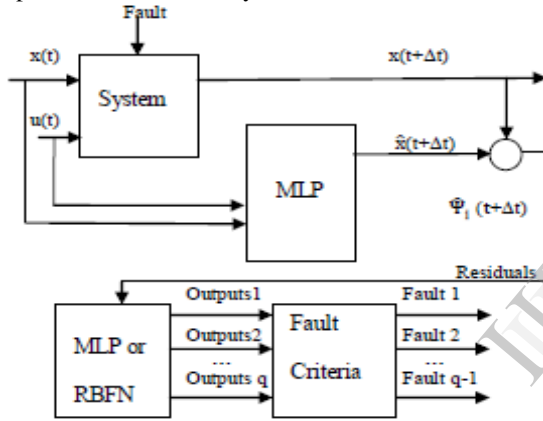 Fault
x(t)
x(t+Δt)
System
u(t)
x̂(t+Δt)
MLP
Ψ̂₁ (t+Δt)
Residuals
Outputs1
Fault 1
Fault
Outputs2
Fault 2
MLP or
...
...
Criteria
RBFN
Outputs q
Fault q-1